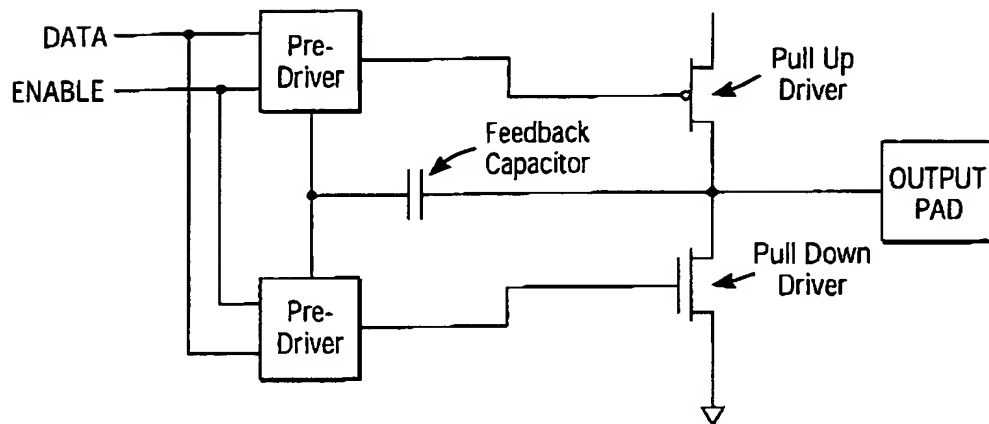 DATA
ENABLE
Pre-
Driver
Pull Up
Driver
Feedback
Capacitor
OUTPUT
PAD
Pull Down
Driver
Pre-
Driver